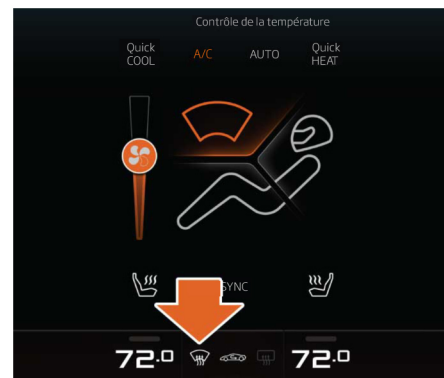 Contrôle de la température
Quick
COOL
A/C
AUTO
Quick
HEAT
SYNC
72.0
72.0